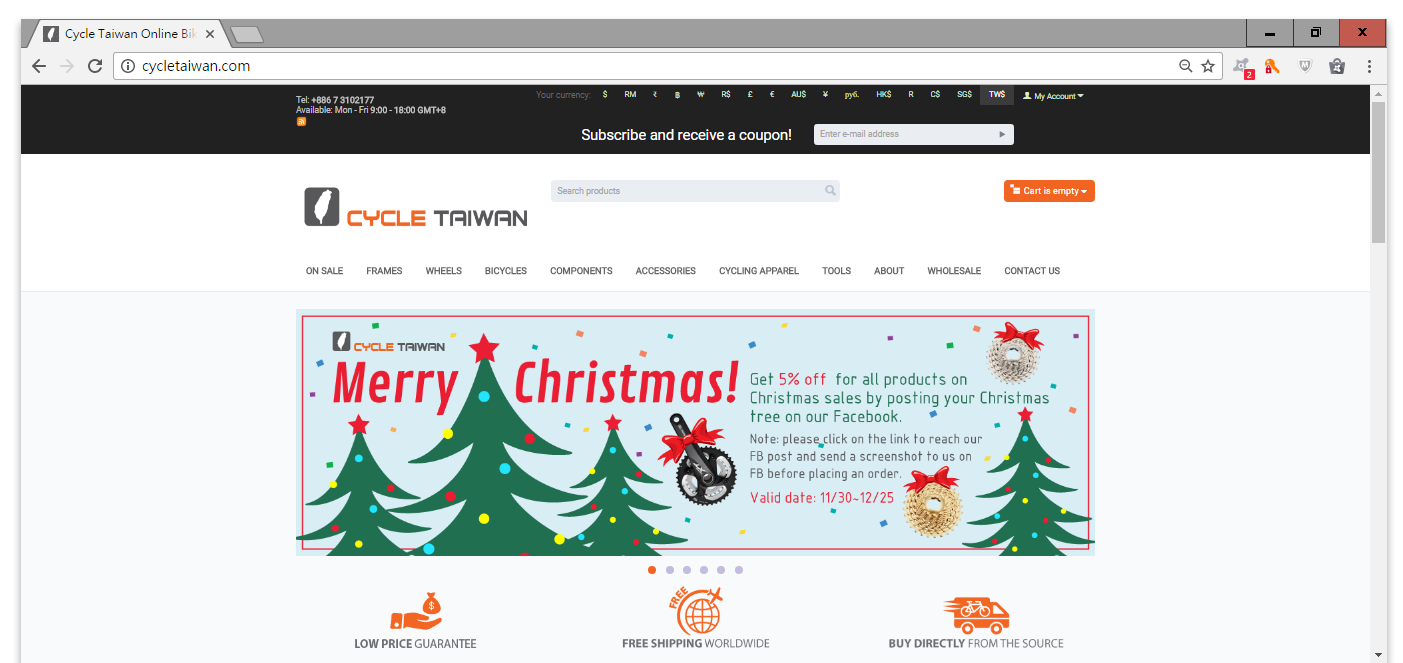 Cycle Taiwan Online Bik
cycletaiwan.com
2
Tel: +886 7 3102177
Available: Mon - Fri 9:00 - 18:00 GMT+8
Your currency: $ RM ₹ ฿ ₩ R$ £ € AU$ ¥ руб. HK$ R C$ SG$ TW$ My Account
Subscribe and receive a coupon! Enter e-mail address
CYCLE TAIWAN
Search products
Cart is empty
ON SALE FRAMES WHEELS BICYCLES COMPONENTS ACCESSORIES CYCLING APPAREL TOOLS ABOUT WHOLESALE CONTACT US
CYCLE TAIWAN
Merry Christmas!
Get 5% off for all products on
Christmas sales by posting your Christmas
tree on our Facebook.
Note: please click on the link to reach our
FB post and send a screenshot to us on
FB before placing an order.
Valid date: 11/30~12/25
$
FREE
LOW PRICE GUARANTEE
FREE SHIPPING WORLDWIDE
BUY DIRECTLY FROM THE SOURCE